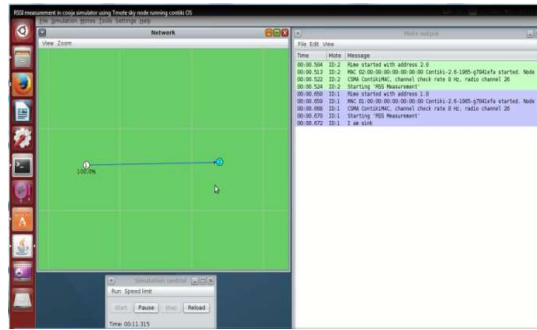 RSSI measurement in cooja simulator using Tmote sky node running contiki OS
File Simulation Motes Tools Settings Help
Network
View Zoom
100.0%
Mote output
File Edit View
Time Mote Message
00:00.504 ID:2 Rime started with address 2.0
00:00.513 ID:2 MAC 02:00:00:00:00:00:00:00 Contiki-2.6-1985-g7041efa started. Node
00:00.522 ID:2 CSMA ContikiMAC, channel check rate 8 Hz, radio channel 26
00:00.524 ID:2 Starting 'RSS Measurement'
00:00.650 ID:1 Rime started with address 1.0
00:00.659 ID:1 MAC 01:00:00:00:00:00:00:00 Contiki-2.6-1985-g7041efa started. Node
00:00.668 ID:1 CSMA ContikiMAC, channel check rate 8 Hz, radio channel 26
00:00.670 ID:1 Starting 'RSS Measurement'
00:00.672 ID:1 I am sink
Simulation control
Run Speed limit
Start Pause Step Reload
Time: 00:11.315